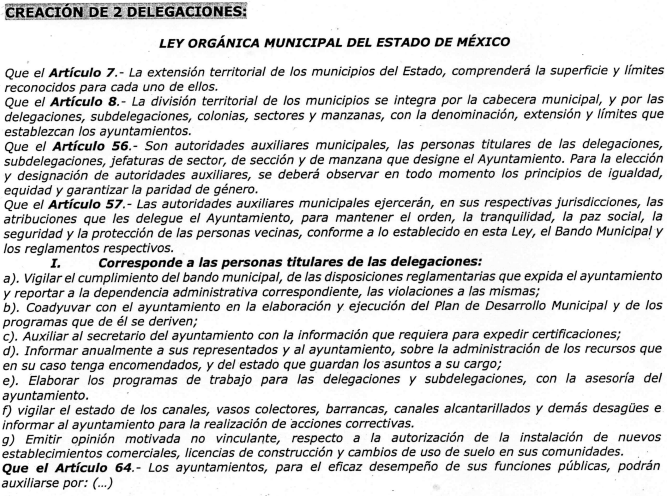 CREACIÓN DE 2 DELEGACIONES:
LEY ORGÁNICA MUNICIPAL DEL ESTADO DE MÉXICO
Que el Artículo 7.- La extensión territorial de los municipios del Estado, comprenderá la superficie y límites
reconocidos para cada uno de ellos.
Que el Artículo 8.- La división territorial de los municipios se integra por la cabecera municipal, y por las
delegaciones, subdelegaciones, colonias, sectores y manzanas, con la denominación, extensión y límites que
establezcan los ayuntamientos.
Que el Artículo 56.- Son autoridades auxiliares municipales, las personas titulares de las delegaciones,
subdelegaciones, jefaturas de sector, de sección y de manzana que designe el Ayuntamiento. Para la elección
y designación de autoridades auxiliares, se deberá observar en todo momento los principios de igualdad,
equidad y garantizar la paridad de género.
Que el Artículo 57.- Las autoridades auxiliares municipales ejercerán, en sus respectivas jurisdicciones, las
atribuciones que les delegue el Ayuntamiento, para mantener el orden, la tranquilidad, la paz social, la
seguridad y la protección de las personas vecinas, conforme a lo establecido en esta Ley, el Bando Municipal y
los reglamentos respectivos.
I. Corresponde a las personas titulares de las delegaciones:
a). Vigilar el cumplimiento del bando municipal, de las disposiciones reglamentarias que expida el ayuntamiento
y reportar a la dependencia administrativa correspondiente, las violaciones a las mismas;
b). Coadyuvar con el ayuntamiento en la elaboración y ejecución del Plan de Desarrollo Municipal y de los
programas que de él se deriven;
c). Auxiliar al secretario del ayuntamiento con la información que requiera para expedir certificaciones;
d). Informar anualmente a sus representados y al ayuntamiento, sobre la administración de los recursos que
en su caso tenga encomendados, y del estado que guardan los asuntos a su cargo;
e). Elaborar los programas de trabajo para las delegaciones y subdelegaciones, con la asesoría del
ayuntamiento.
f) vigilar el estado de los canales, vasos colectores, barrancas, canales alcantarillados y demás desagües e
informar al ayuntamiento para la realización de acciones correctivas.
g) Emitir opinión motivada no vinculante, respecto a la autorización de la instalación de nuevos
establecimientos comerciales, licencias de construcción y cambios de uso de suelo en sus comunidades.
Que el Artículo 64.- Los ayuntamientos, para el eficaz desempeño de sus funciones públicas, podrán
auxiliarse por: (...)